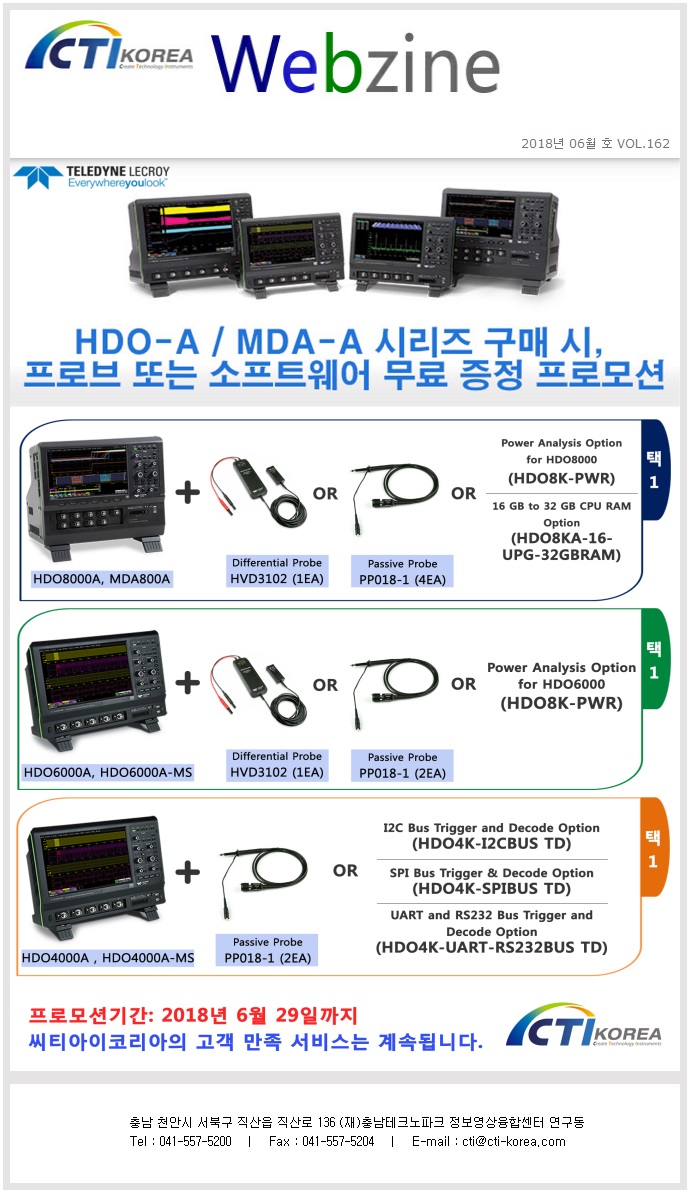 CTI KOREA
Create Technology Instruments
Webzine
2018년 06월 호 VOL.162
TELEDYNE LECROY
Everywhereyoulook™
HDO-A / MDA-A 시리즈 구매 시,
프로브 또는 소프트웨어 무료 증정 프로모션
택
1
+
OR
OR
Power Analysis Option
for HDO8000
(HDO8K-PWR)
16 GB to 32 GB CPU RAM
Option
(HDO8KA-16-
UPG-32GBRAM)
HDO8000A, MDA800A
Differential Probe
HVD3102 (1EA)
Passive Probe
PP018-1 (4EA)
택
1
+
OR
OR
Power Analysis Option
for HDO6000
(HDO8K-PWR)
HDO6000A, HDO6000A-MS
Differential Probe
HVD3102 (1EA)
Passive Probe
PP018-1 (2EA)
택
1
+
OR
I2C Bus Trigger and Decode Option
(HDO4K-I2CBUS TD)
SPI Bus Trigger & Decode Option
(HDO4K-SPIBUS TD)
UART and RS232 Bus Trigger and
Decode Option
(HDO4K-UART-RS232BUS TD)
HDO4000A , HDO4000A-MS
Passive Probe
PP018-1 (2EA)
프로모션기간: 2018년 6월 29일까지
씨티아이코리아의 고객 만족 서비스는 계속됩니다.
CTI KOREA
Create Technology Instruments
충남 천안시 서북구 직산읍 직산로 136 (재)충남테크노파크 정보영상융합센터 연구동
Tel : 041-557-5200 | Fax : 041-557-5204 | E-mail : cti@cti-korea.com